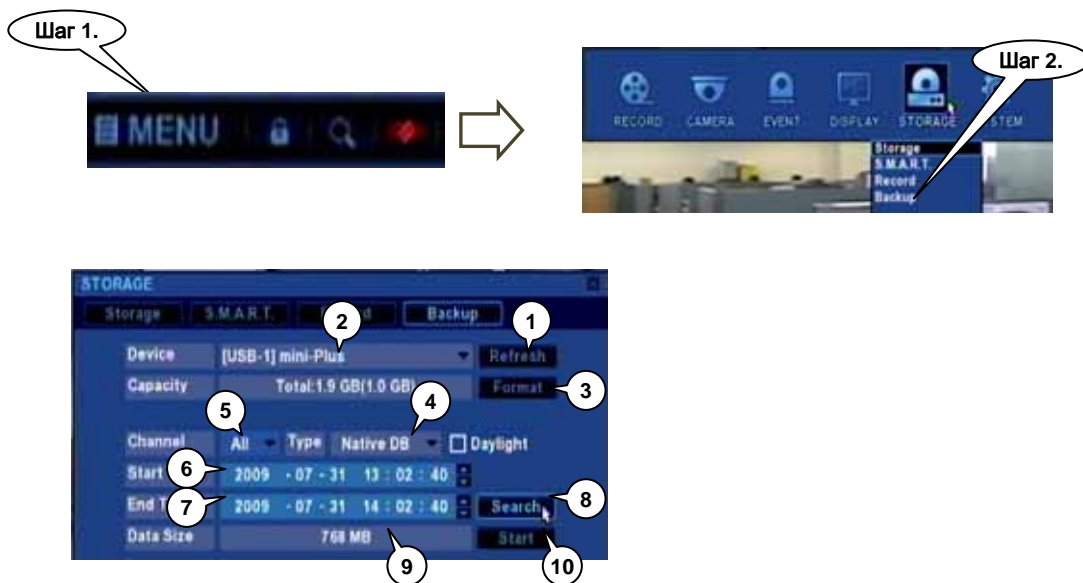 Шаг 1.
MENU
Шаг 2.
RECORD CAMERA EVENT DISPLAY STORAGE STEM
Storage
S.M.A.R.T.
Record
Backup
STORAGE
Storage S.M.A.R.T. d Backup
2 1
Device [USB-1] mini-Plus Refresh
Capacity Total:1.9 GB(1.0 GB) Format
3
5 4
Channel All Type Native DB Daylight
Start 6 2009 - 07 - 31 13 : 02 : 40
End T 7 2009 - 07 - 31 14 : 02 : 40 Search 8
Data Size 768 MB Start
9 10